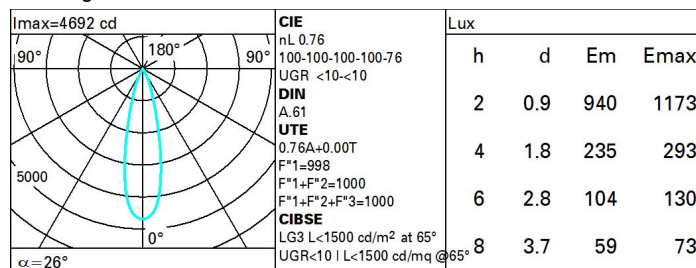 Imax=4692 cd
90°
180°
90°
5000
0°
α=26°
CIE
nL 0.76
100-100-100-100-76
UGR <10-<10
DIN
A.61
UTE
0.76A+0.00T
F"1=998
F"1+F"2=1000
F"1+F"2+F"3=1000
CIBSE
LG3 L<1500 cd/m² at 65°
UGR<10 | L<1500 cd/mq @65°
Lux
h d Em Emax
2 0.9 940 1173
4 1.8 235 293
6 2.8 104 130
8 3.7 59 73